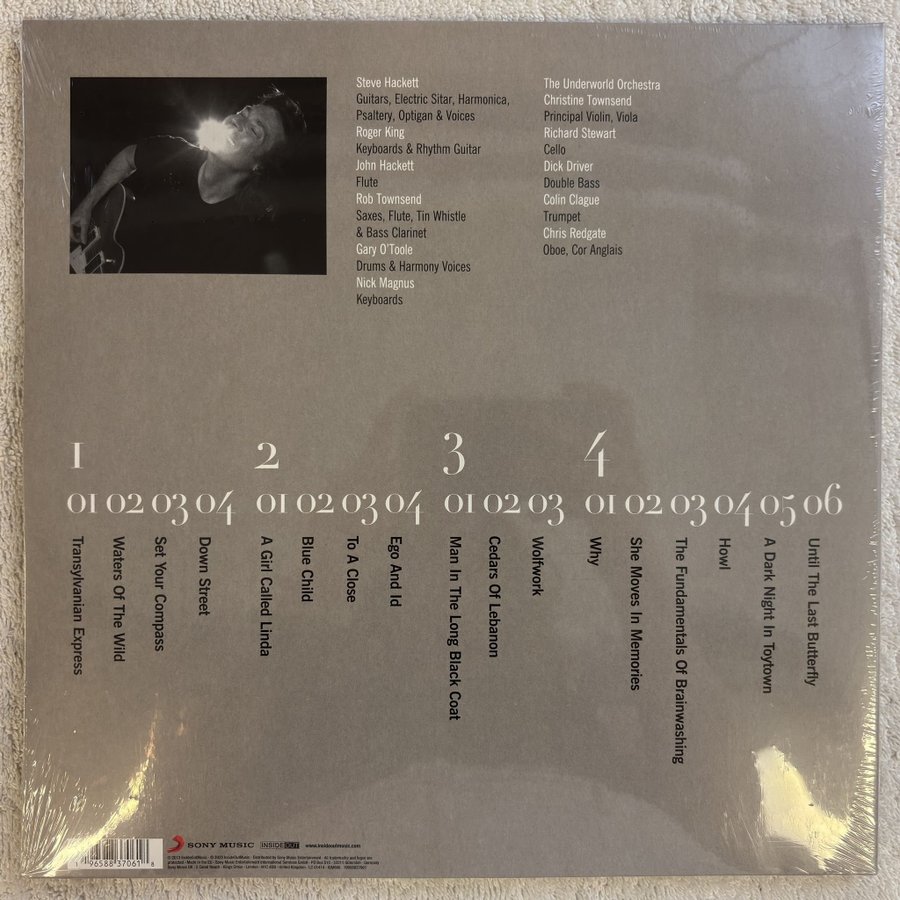 Steve Hackett
Guitars, Electric Sitar, Harmonica,
Psaltery, Optigan & Voices
Roger King
Keyboards & Rhythm Guitar
John Hackett
Flute
Rob Townsend
Saxes, Flute, Tin Whistle
& Bass Clarinet
Gary O'Toole
Drums & Harmony Voices
Nick Magnus
Keyboards
The Underworld Orchestra
Christine Townsend
Principal Violin, Viola
Richard Stewart
Cello
Dick Driver
Double Bass
Colin Clague
Trumpet
Chris Redgate
Oboe, Cor Anglais
1
01 Transylvanian Express
02 Waters Of The Wild
03 Set Your Compass
04 Down Street
2
01 A Girl Called Linda
02 Blue Child
03 To A Close
04 Ego And Id
3
01 Man In The Long Black Coat
02 Cedars Of Lebanon
03 Wolfwork
4
01 Why
02 She Moves In Memories
03 The Fundamentals Of Brainwashing
04 Howl
05 A Dark Night In Toytown
06 Until The Last Butterfly
1 96588 37061 8
SONY MUSIC
INSIDEOUT
www.insideoutmusic.com